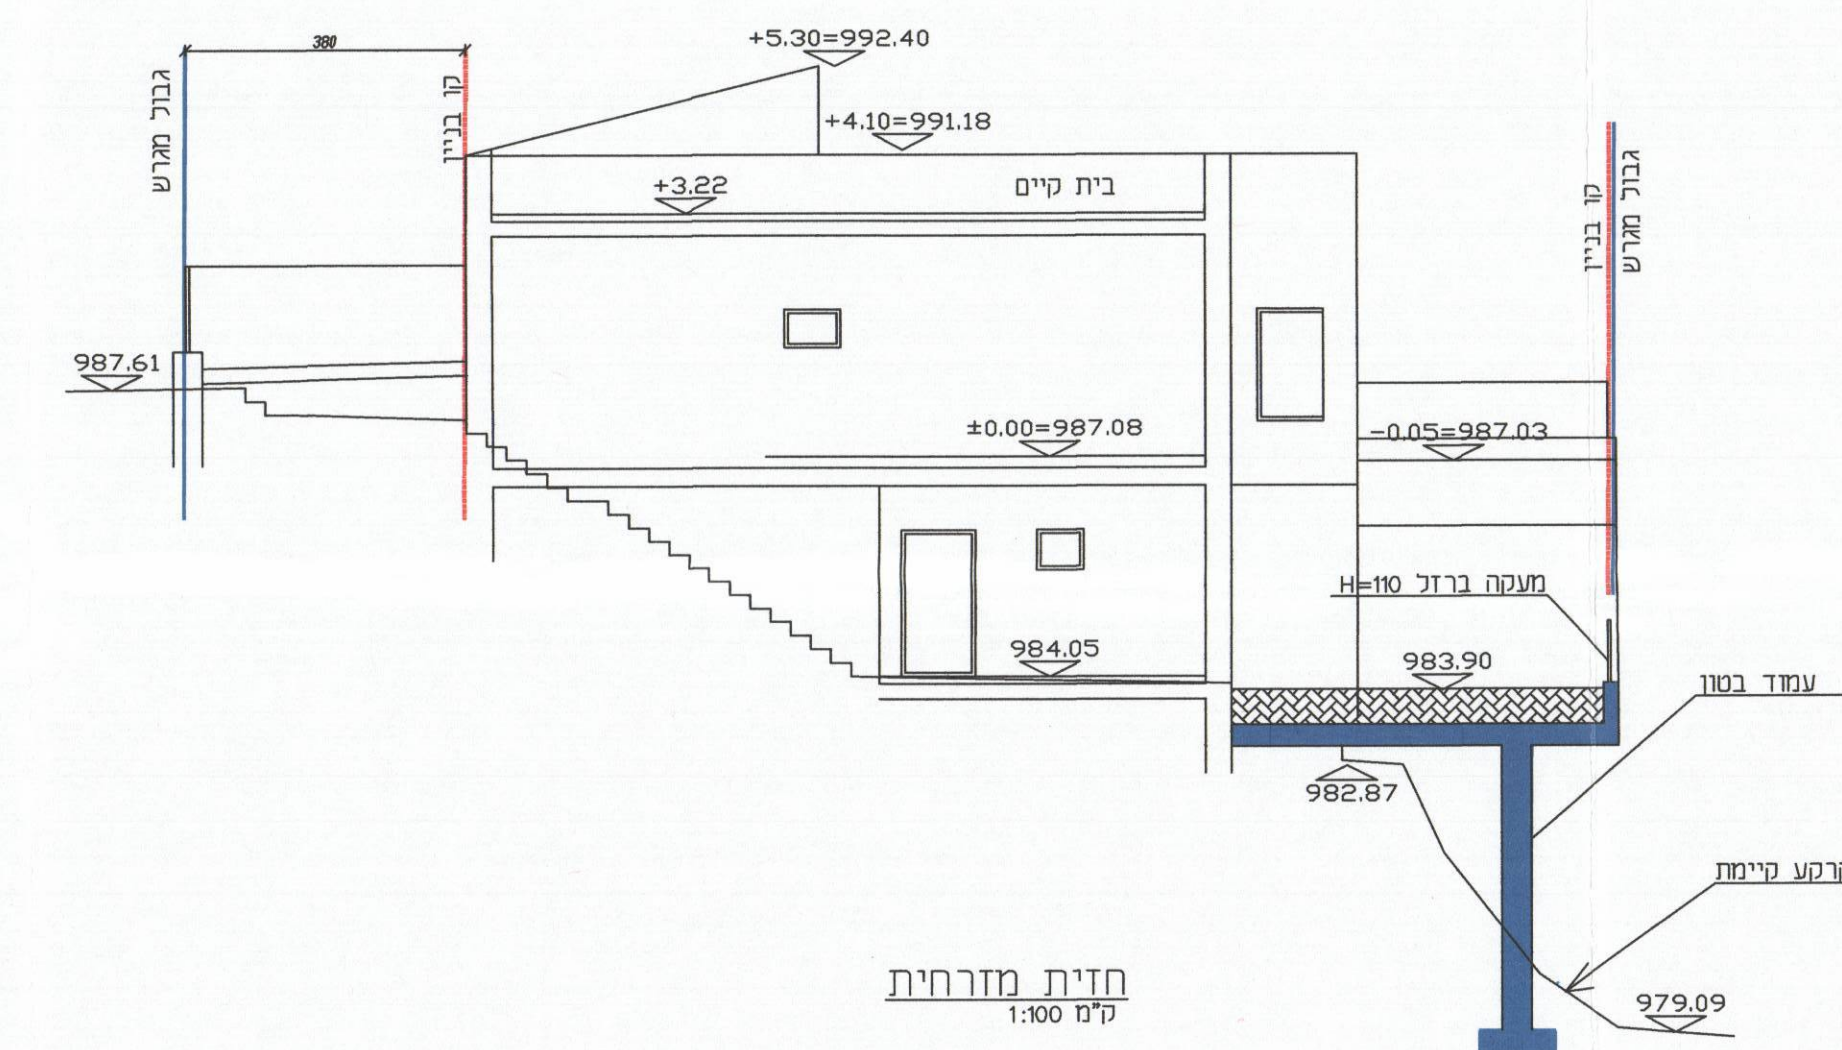 380
+5.30=992.40
גבול מגרש
קו בניין
+4.10=991.18
+3.22
בית קיים
קו בניין
גבול מגרש
987.61
±0.00=987.08
-0.05=987.03
מעקה ברזל H=110
984.05
983.90
עמוד בטון
982.87
קרקע קיימת
979.09
חזית מזרחית
ק"מ 1:100